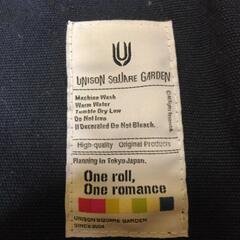 UNISON SQUARE GARDEN
Machine Wash
Warm Water
Tumble Dry Low
Do Not Iron
If Decorated Do Not Bleach.
High-quality Original Products
Planning In Tokyo Japan.
One roll,
One romance
UNISON SQUARE GARDEN
SINCE 2004